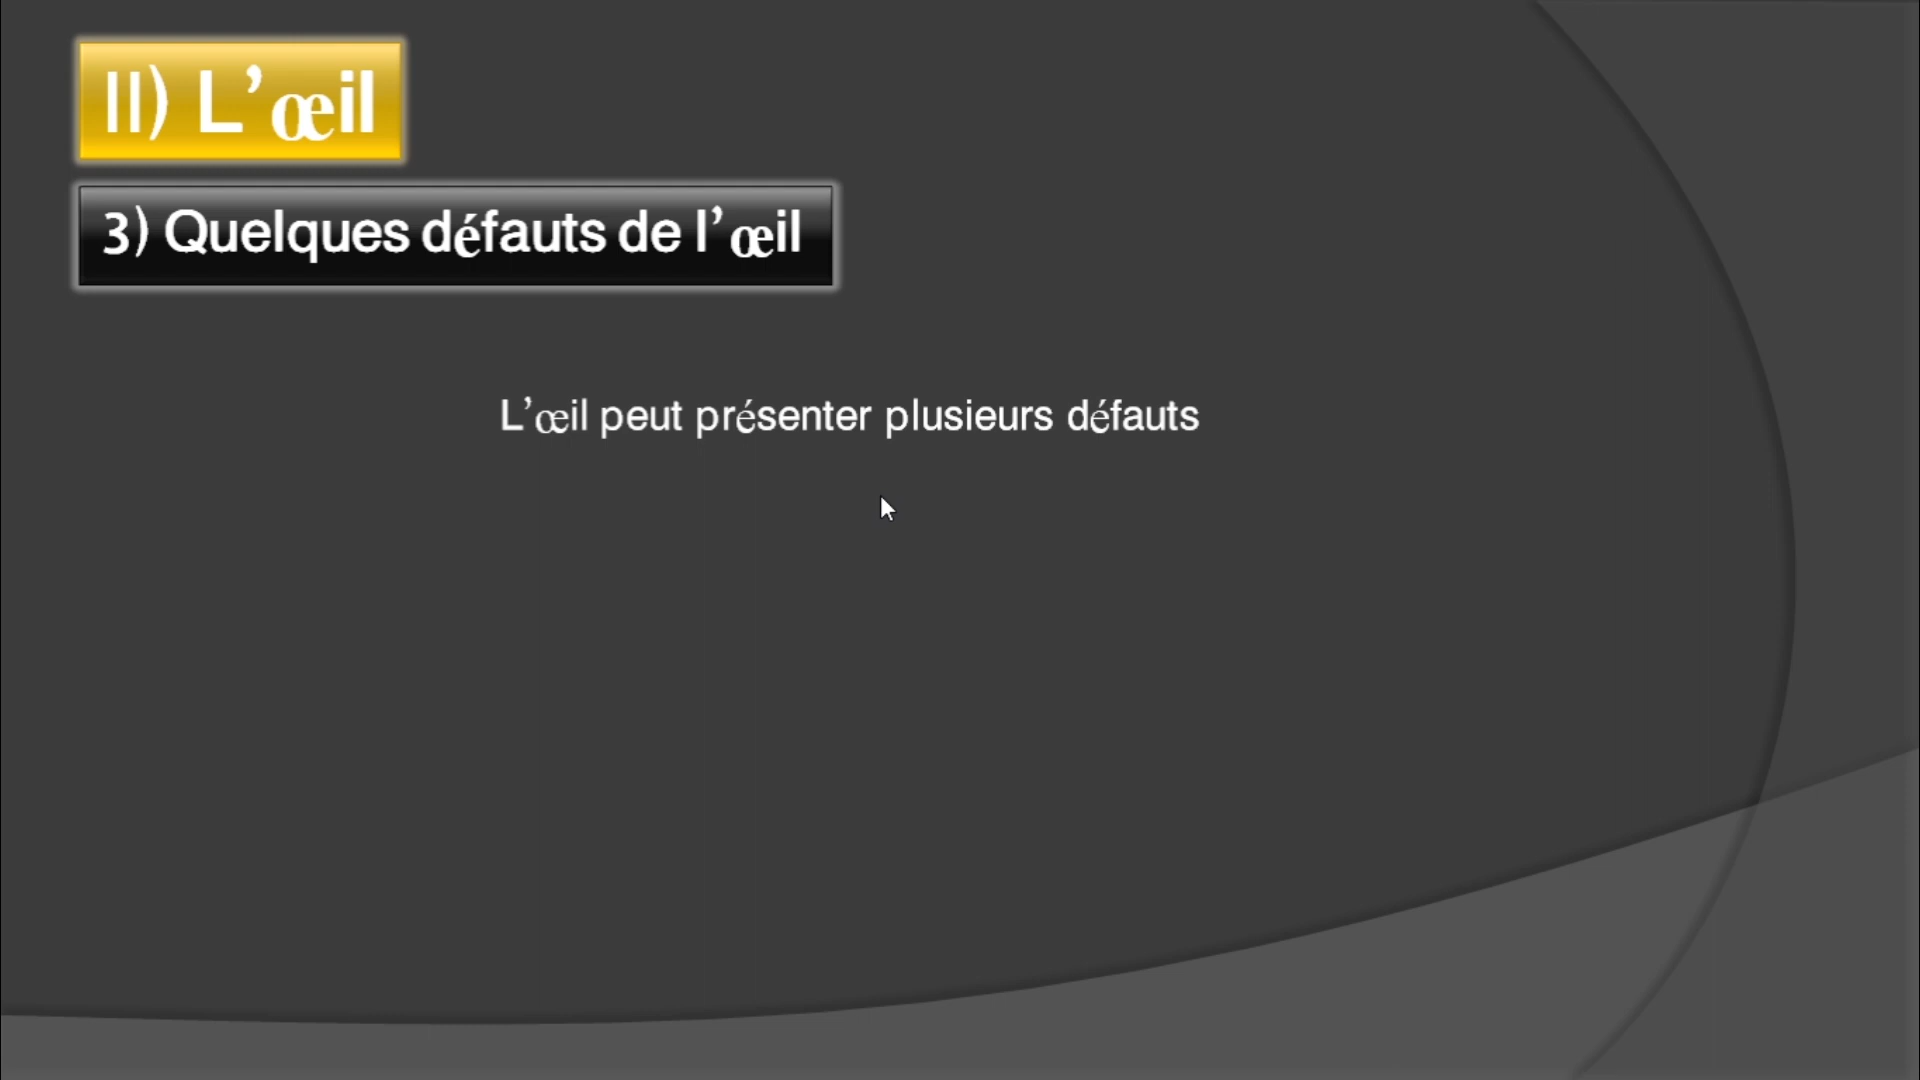 II) L’œil
3) Quelques défauts de l’œil
L’œil peut présenter plusieurs défauts